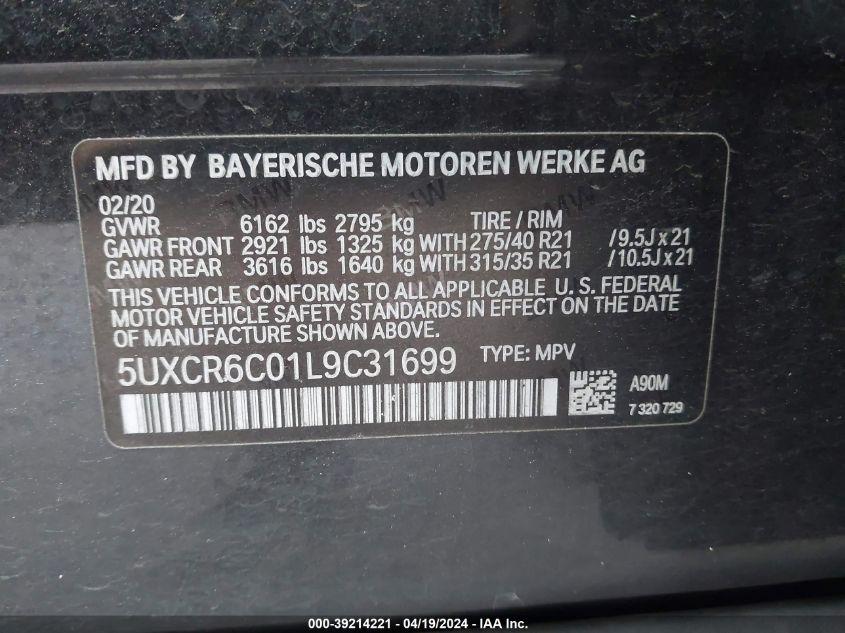 MFD BY BAYERISCHE MOTOREN WERKE AG
02/20
GVWR 6162 lbs 2795 kg TIRE / RIM
GAWR FRONT 2921 lbs 1325 kg WITH 275/40 R21 /9.5J x 21
GAWR REAR 3616 lbs 1640 kg WITH 315/35 R21 /10.5J x 21
THIS VEHICLE CONFORMS TO ALL APPLICABLE U. S. FEDERAL
MOTOR VEHICLE SAFETY STANDARDS IN EFFECT ON THE DATE
OF MANUFACTURE SHOWN ABOVE.
5UXCR6C01L9C31699 TYPE: MPV
A90M
7 320 729
000-39214221 - 04/19/2024 - IAA Inc.